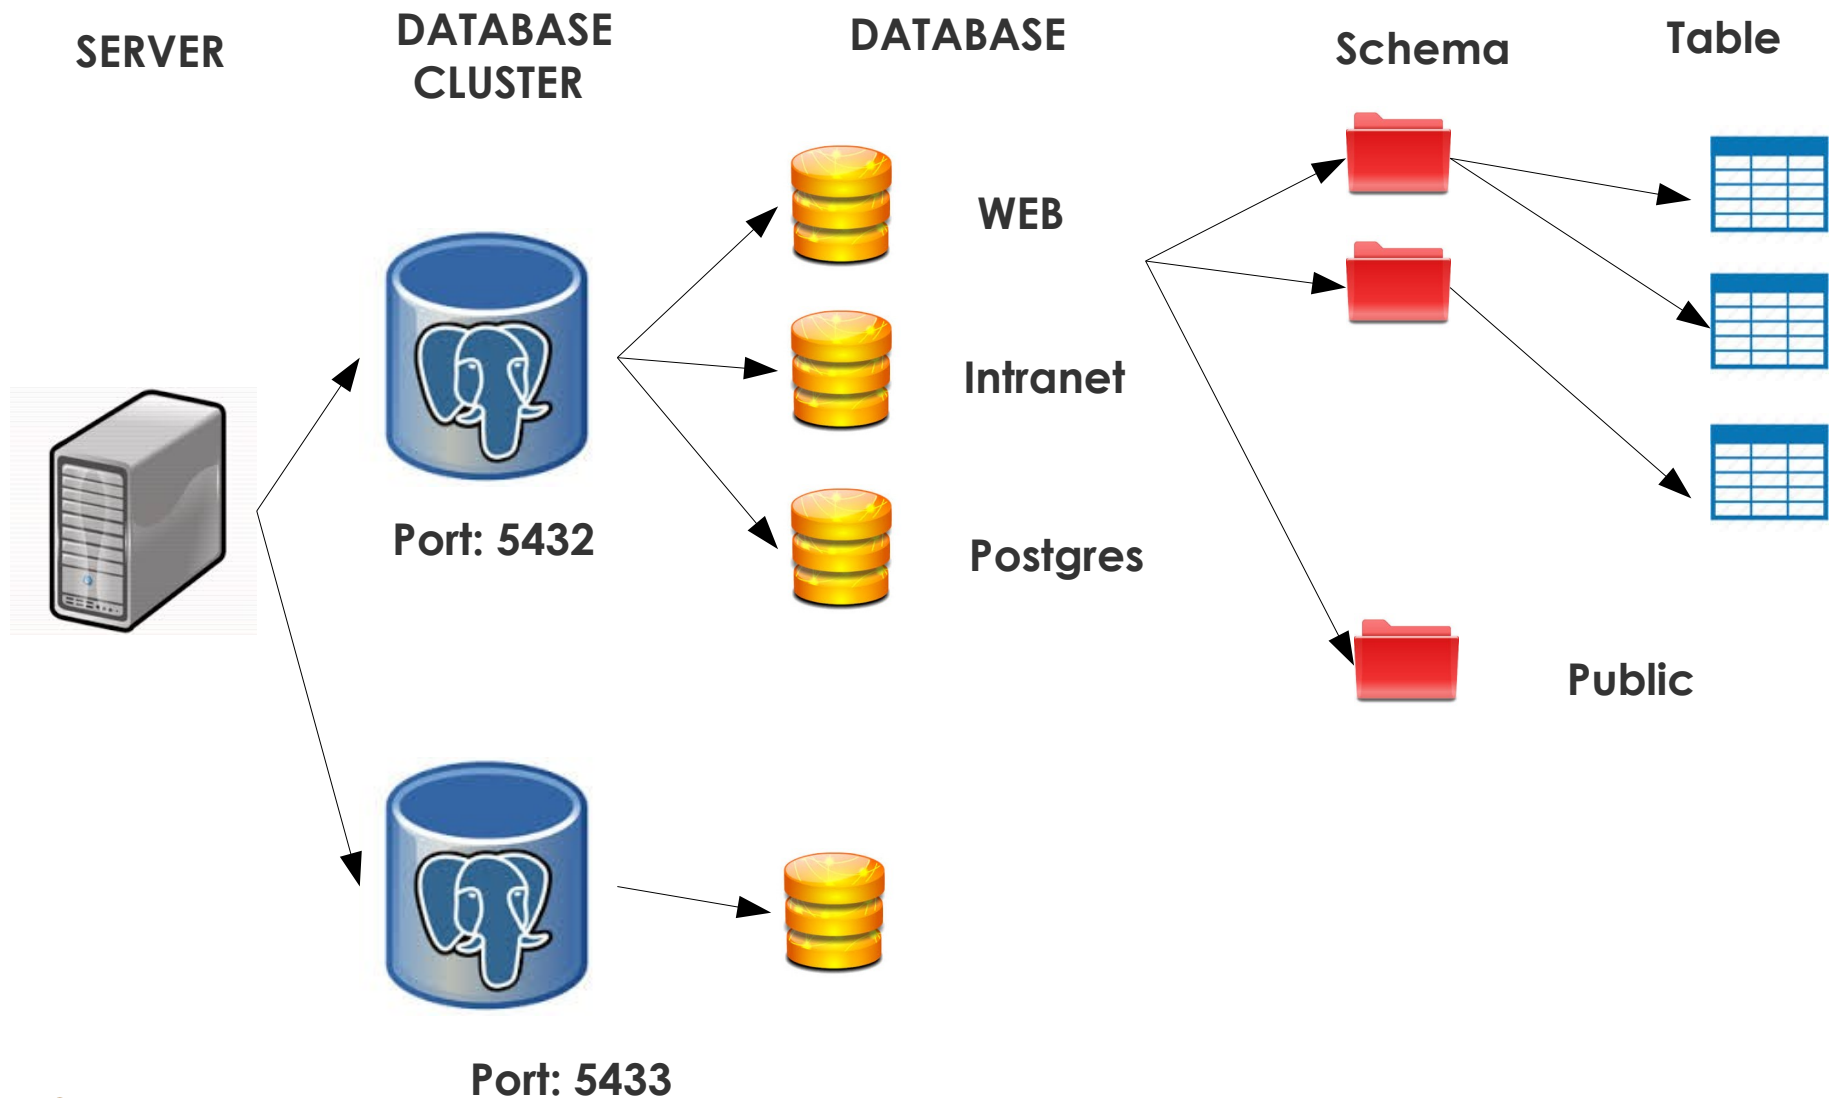 SERVER
DATABASE
CLUSTER
DATABASE
Schema
Table
WEB
Intranet
Postgres
Port: 5432
Public
Port: 5433